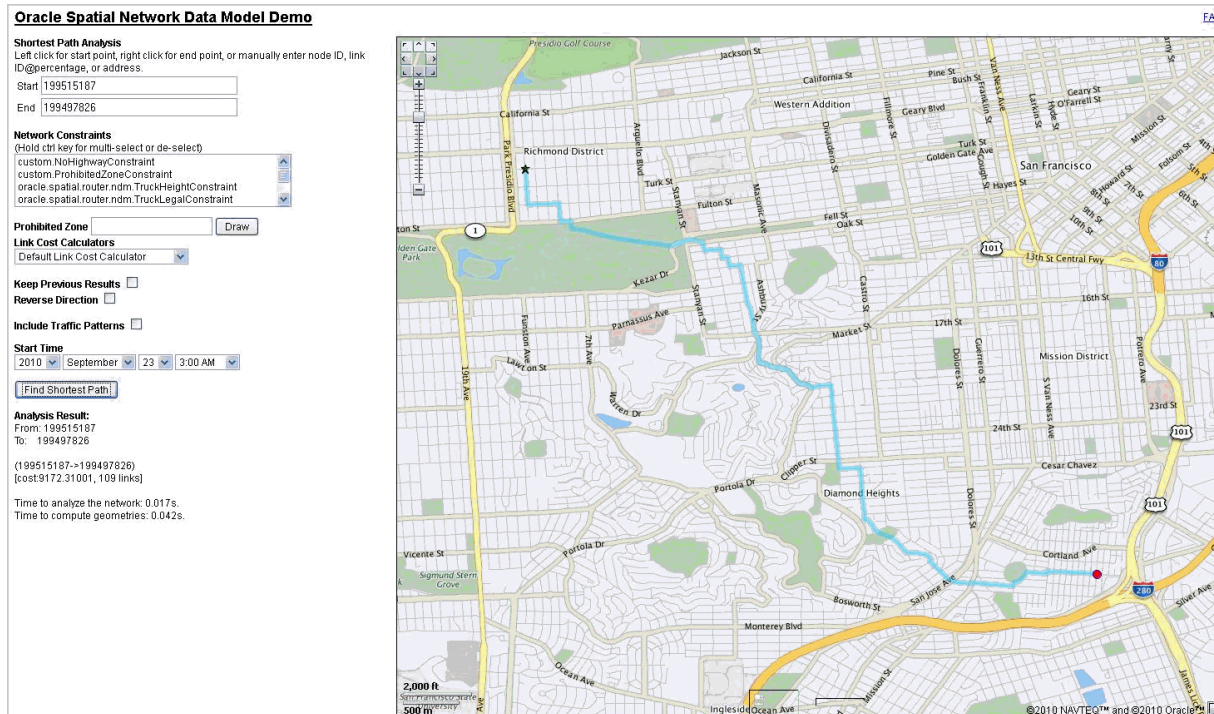 Oracle Spatial Network Data Model Demo
FA
Shortest Path Analysis
Left click for start point, right click for end point, or manually enter node ID, link
ID@percentage, or address.
Start 199515187
End 199497826
Network Constraints
(Hold ctrl key for multi-select or de-select)
custom.NoHighwayConstraint
custom.ProhibitedZoneConstraint
oracle.spatial.router.ndm.TruckHeightConstraint
oracle.spatial.router.ndm.TruckLegalConstraint
Prohibited Zone Draw
Link Cost Calculators
Default Link Cost Calculator
Keep Previous Results
Reverse Direction
Include Traffic Patterns
Start Time
2010 September 23 3:00 AM
Find Shortest Path
Analysis Result:
From: 199515187
To: 199497826
(199515187->199497826)
[cost:9172.31001, 109 links]
Time to analyze the network: 0.017s.
Time to compute geometries: 0.042s.
Presidio Golf Course
Jackson St
California St
Pine St
Bush St
Van Ness Ave
Franklin St
Larkin St
Hyde St
Geary St
O'Farrell St
Mission St
Western Addition
Geary Blvd
Fillmore St
California St
Park Presidio Blvd
Richmond District
Arguello Blvd
Divisadero St
Turk St
Golden Gate Ave
Gough St
San Francisco
Folsom St
4th St
5th St
6th St
7th St
8th St
9th St
10th St
Howard St
Hayes St
Turk St
Stanyan St
Masonic Ave
Fulton St
Fell St
Oak St
ton St
1
lden Gate
Park
101
13th St Central Fwy
80
Kezar Dr
Stanyan St
Ashbury St
Castro St
16th St
Parnassus Ave
Market St
17th St
Funston Ave
7th Ave
Lawton St
19th Ave
Warren Dr
Dolores St
Guerrero St
Mission District
Potrero Ave
S Van Ness Ave
23rd St
101
24th St
Clipper St
Cesar Chavez
Portola Dr
Diamond Heights
Dolores St
101
Vicente St
Portola Dr
Cortland Ave
Sigmund Stern
Grove
San Jose Ave
Bosworth St
280
Silver Ave
Monterey Blvd
Ocean Ave
Mission St
James Lic
2,000 ft
500 m
San Francisco State
University
Ingleside
Ocean Ave
©2010 NAVTEQ™ and ©2010 Oracle™